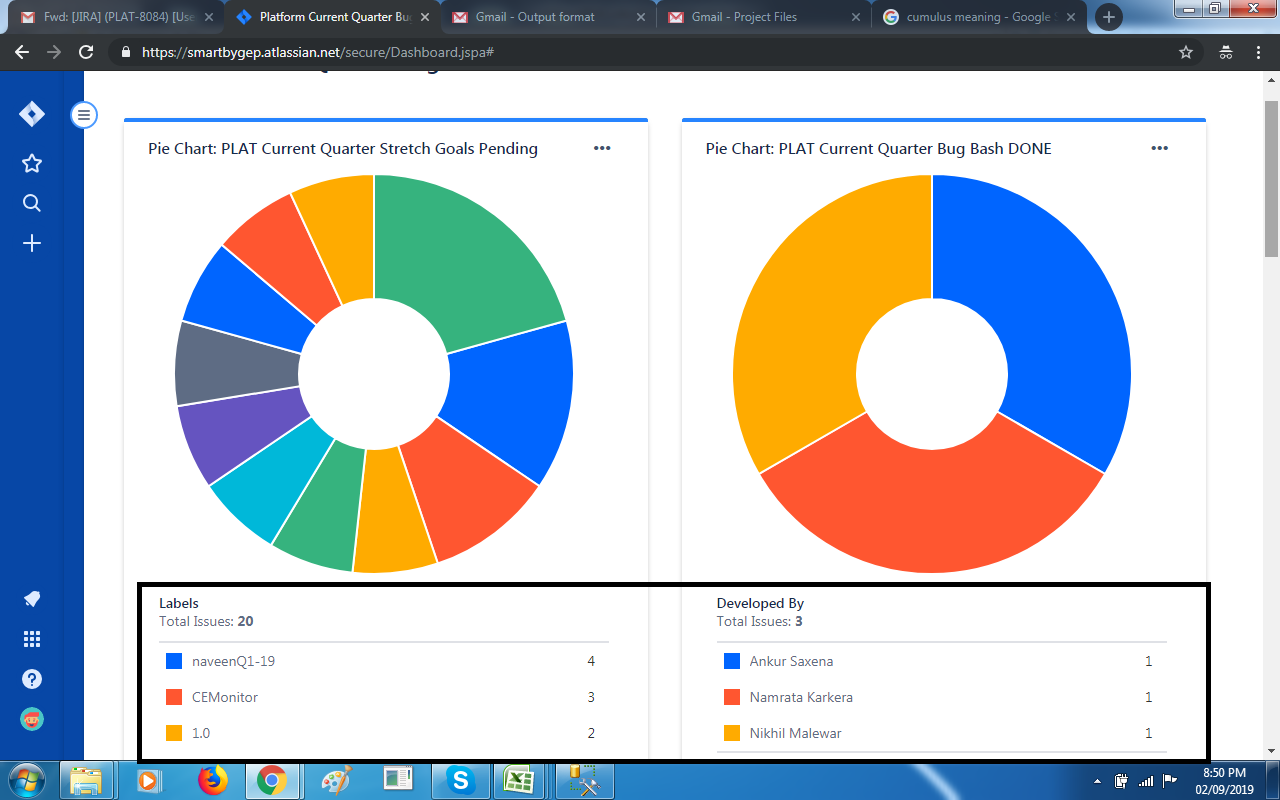 Fwd: [JIRA] (PLAT-8084) [Use
Platform Current Quarter Bu
Gmail - Output format
Gmail - Project Files
cumulus meaning - Google
https://smartbygep.atlassian.net/secure/Dashboard.jspa#
Pie Chart: PLAT Current Quarter Stretch Goals Pending
Pie Chart: PLAT Current Quarter Bug Bash DONE
Labels
Total Issues: 20
naveenQ1-19 4
CEMonitor 3
1.0 2
Developed By
Total Issues: 3
Ankur Saxena 1
Namrata Karkera 1
Nikhil Malewar 1
8:50 PM
02/09/2019